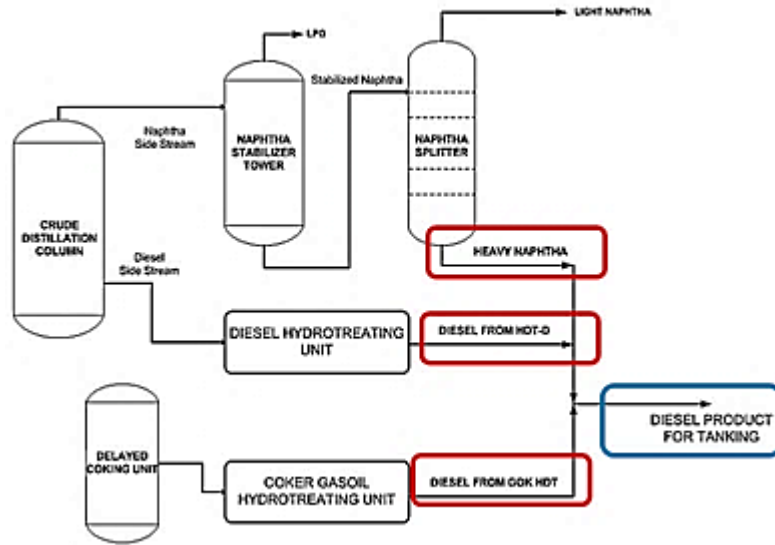 LIGHT NAPHTHA
LPG
Stabilized Naphtha
Naphtha
Side Stream
NAPHTHA
STABILIZER
TOWER
NAPHTHA
SPLITTER
CRUDE
DISTILLATION
COLUMN
Diesel
Side Stream
HEAVY NAPHTHA
DIESEL HYDROTREATING
UNIT
DIESEL FROM HDT-D
DIESEL PRODUCT
FOR TANKING
DELAYED
COKING UNIT
COKER GASOIL
HYDROTREATING UNIT
DIESEL FROM GOK HDT